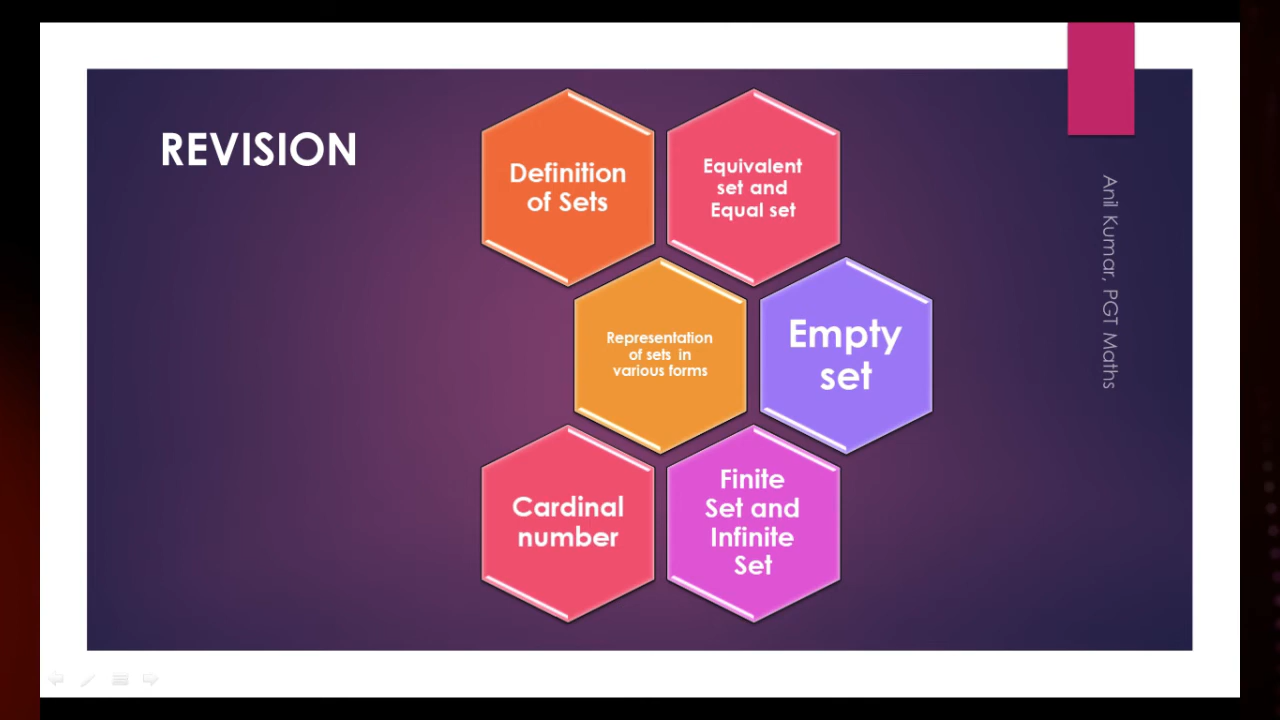 REVISION
Definition
of Sets
Equivalent
set and
Equal set
Representation
of sets in
various forms
Empty
set
Cardinal
number
Finite
Set and
Infinite
Set
Anil Kumar, PGT Maths